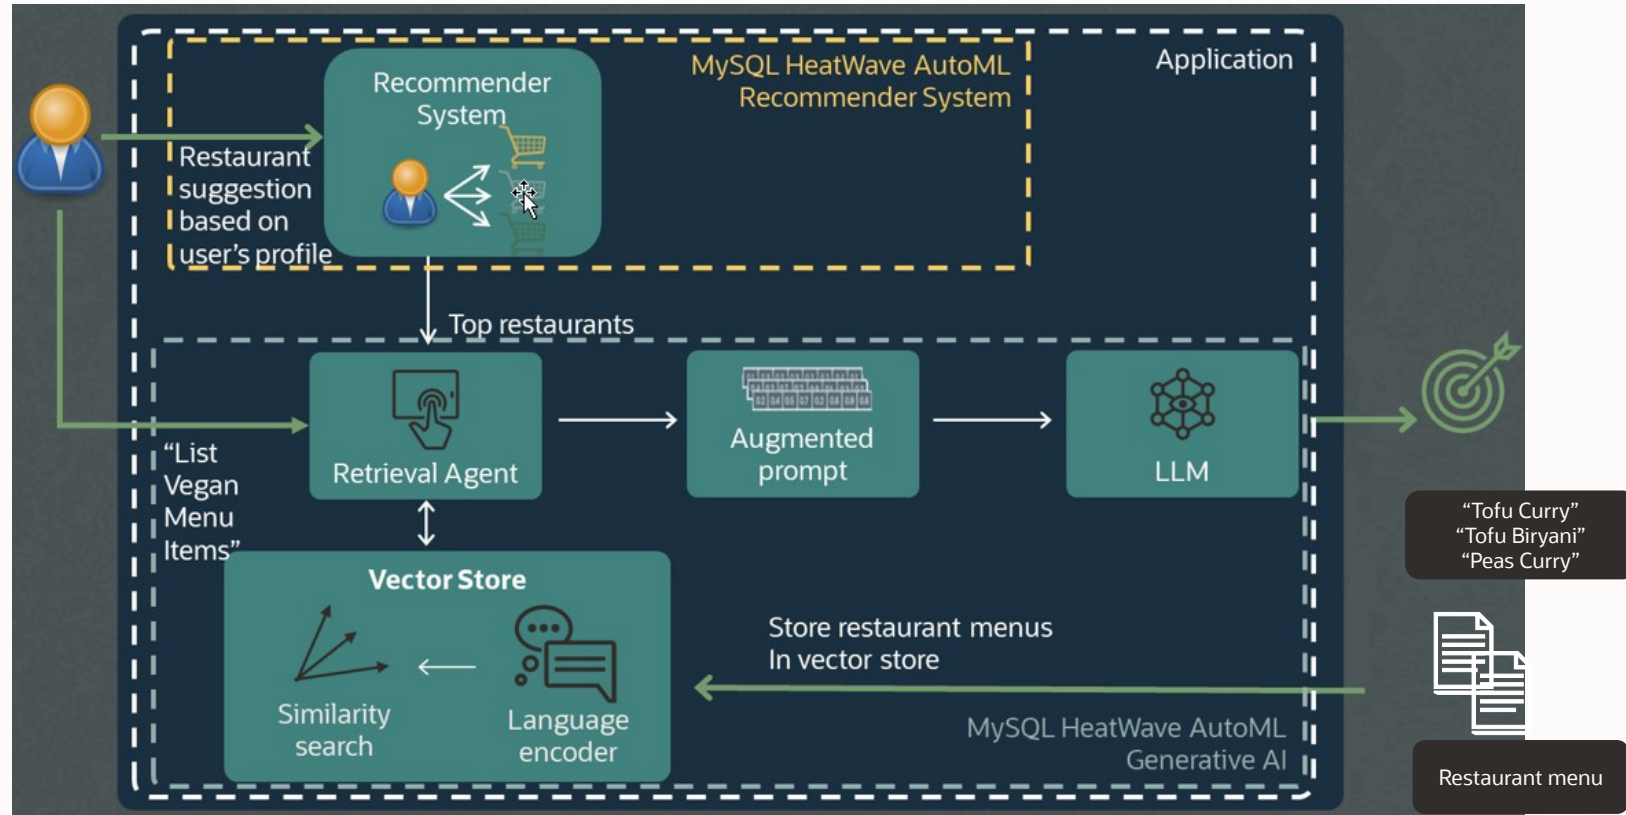 Recommender
System
MySQL HeatWave AutoML
Recommender System
Application
Restaurant
suggestion
based on
user's profile
Top restaurants
Retrieval Agent
Augmented
prompt
LLM
“List
Vegan
Menu
Items”
“Tofu Curry”
“Tofu Biryani”
“Peas Curry”
Vector Store
Similarity
search
Language
encoder
Store restaurant menus
In vector store
MySQL HeatWave AutoML
Generative AI
Restaurant menu